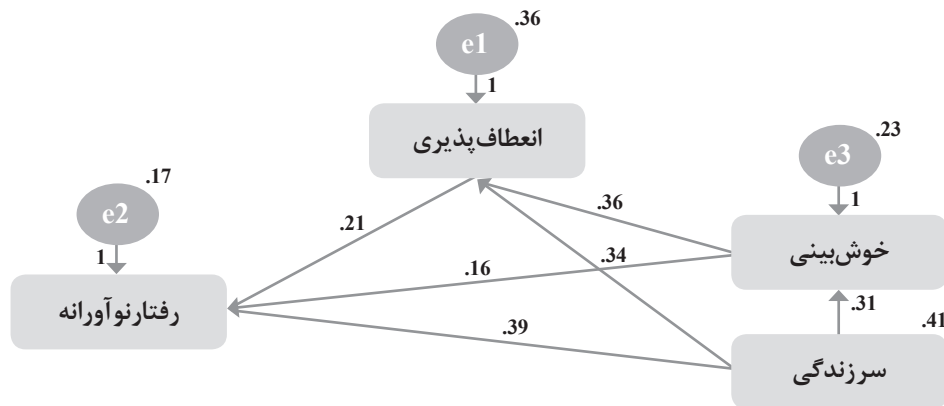 .36
e1
1
انعطاف‌پذیری
.23
e3
1
.17
e2
1
.21
.36
خوش‌بینی
.16
.34
رفتارنوآورانه
.31
.41
.39
سرزندگی